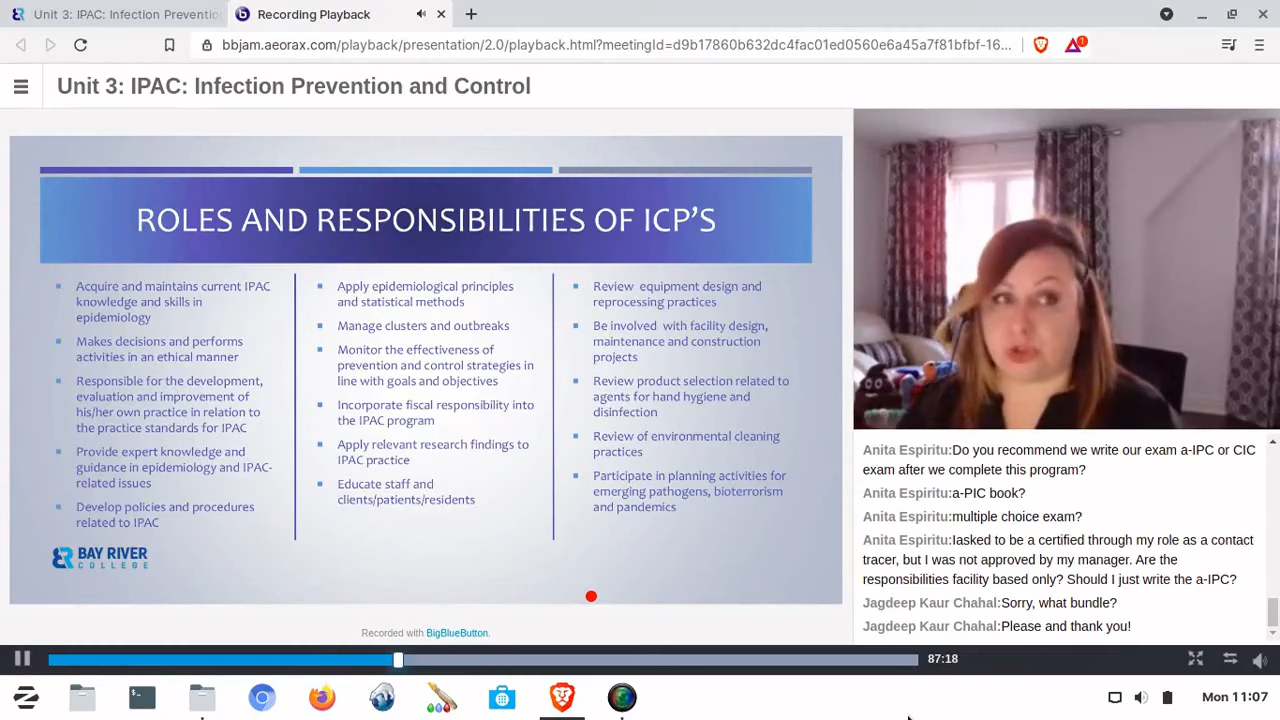 Unit 3: IPAC: Infection Preventio
Recording Playback
bbjam.aeorax.com/playback/presentation/2.0/playback.html?meetingId=d9b17860b632dc4fac01ed0560e6a45a7f81bfbf-16...
1
Unit 3: IPAC: Infection Prevention and Control
ROLES AND RESPONSIBILITIES OF ICP'S
Acquire and maintains current IPAC
knowledge and skills in
epidemiology
Makes decisions and performs
activities in an ethical manner
Responsible for the development,
evaluation and improvement of
his/her own practice in relation to
the practice standards for IPAC
Provide expert knowledge and
guidance in epidemiology and IPAC-
related issues
Develop policies and procedures
related to IPAC
Apply epidemiological principles
and statistical methods
Manage clusters and outbreaks
Monitor the effectiveness of
prevention and control strategies in
line with goals and objectives
Incorporate fiscal responsibility into
the IPAC program
Apply relevant research findings to
IPAC practice
Educate staff and
clients/patients/residents
Review equipment design and
reprocessing practices
Be involved with facility design,
maintenance and construction
projects
Review product selection related to
agents for hand hygiene and
disinfection
Review of environmental cleaning
practices
Participate in planning activities for
emerging pathogens, bioterrorism
and pandemics
BAY RIVER
COLLEGE
Recorded with BigBlueButton.
Anita Espiritu:Do you recommend we write our exam a-IPC or CIC
exam after we complete this program?
Anita Espiritu:a-PIC book?
Anita Espiritu:multiple choice exam?
Anita Espiritu:Iasked to be a certified through my role as a contact
tracer, but I was not approved by my manager. Are the
responsibilities facility based only? Should I just write the a-IPC?
Jagdeep Kaur Chahal:Sorry, what bundle?
Jagdeep Kaur Chahal:Please and thank you!
87:18
Mon 11:07